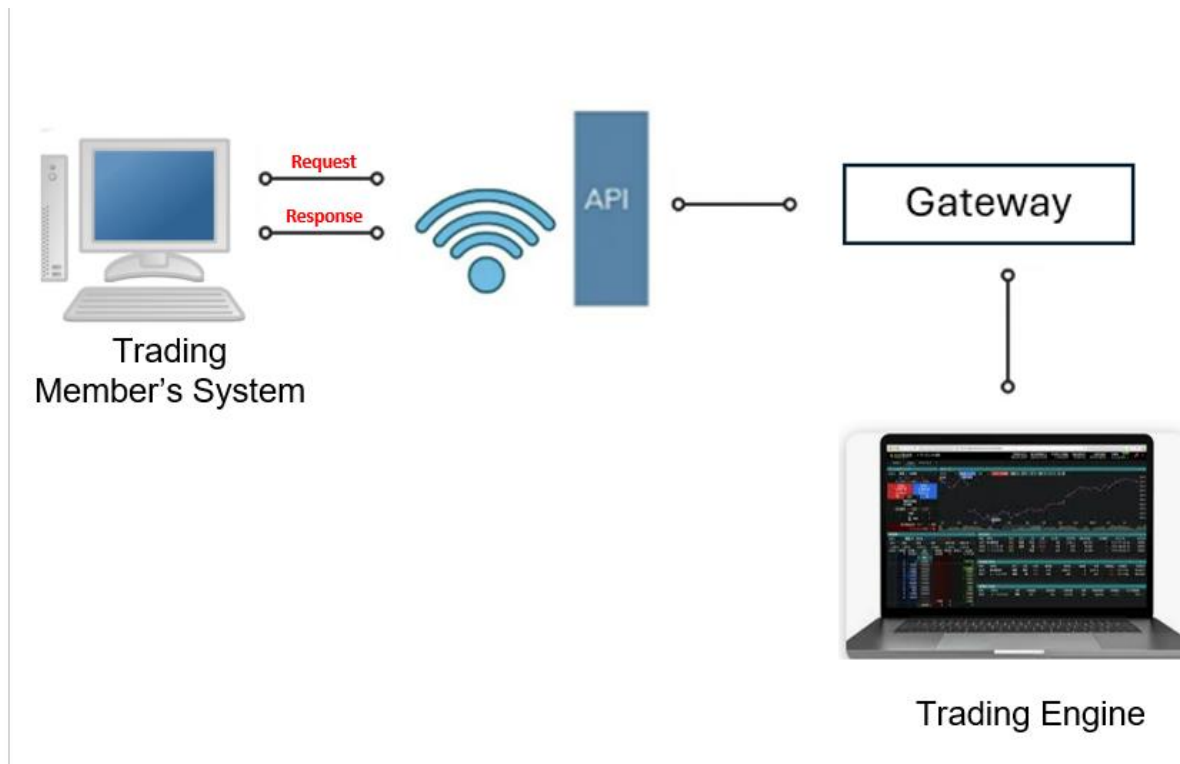 Request
Response
API
Gateway
Trading
Member's System
Trading Engine